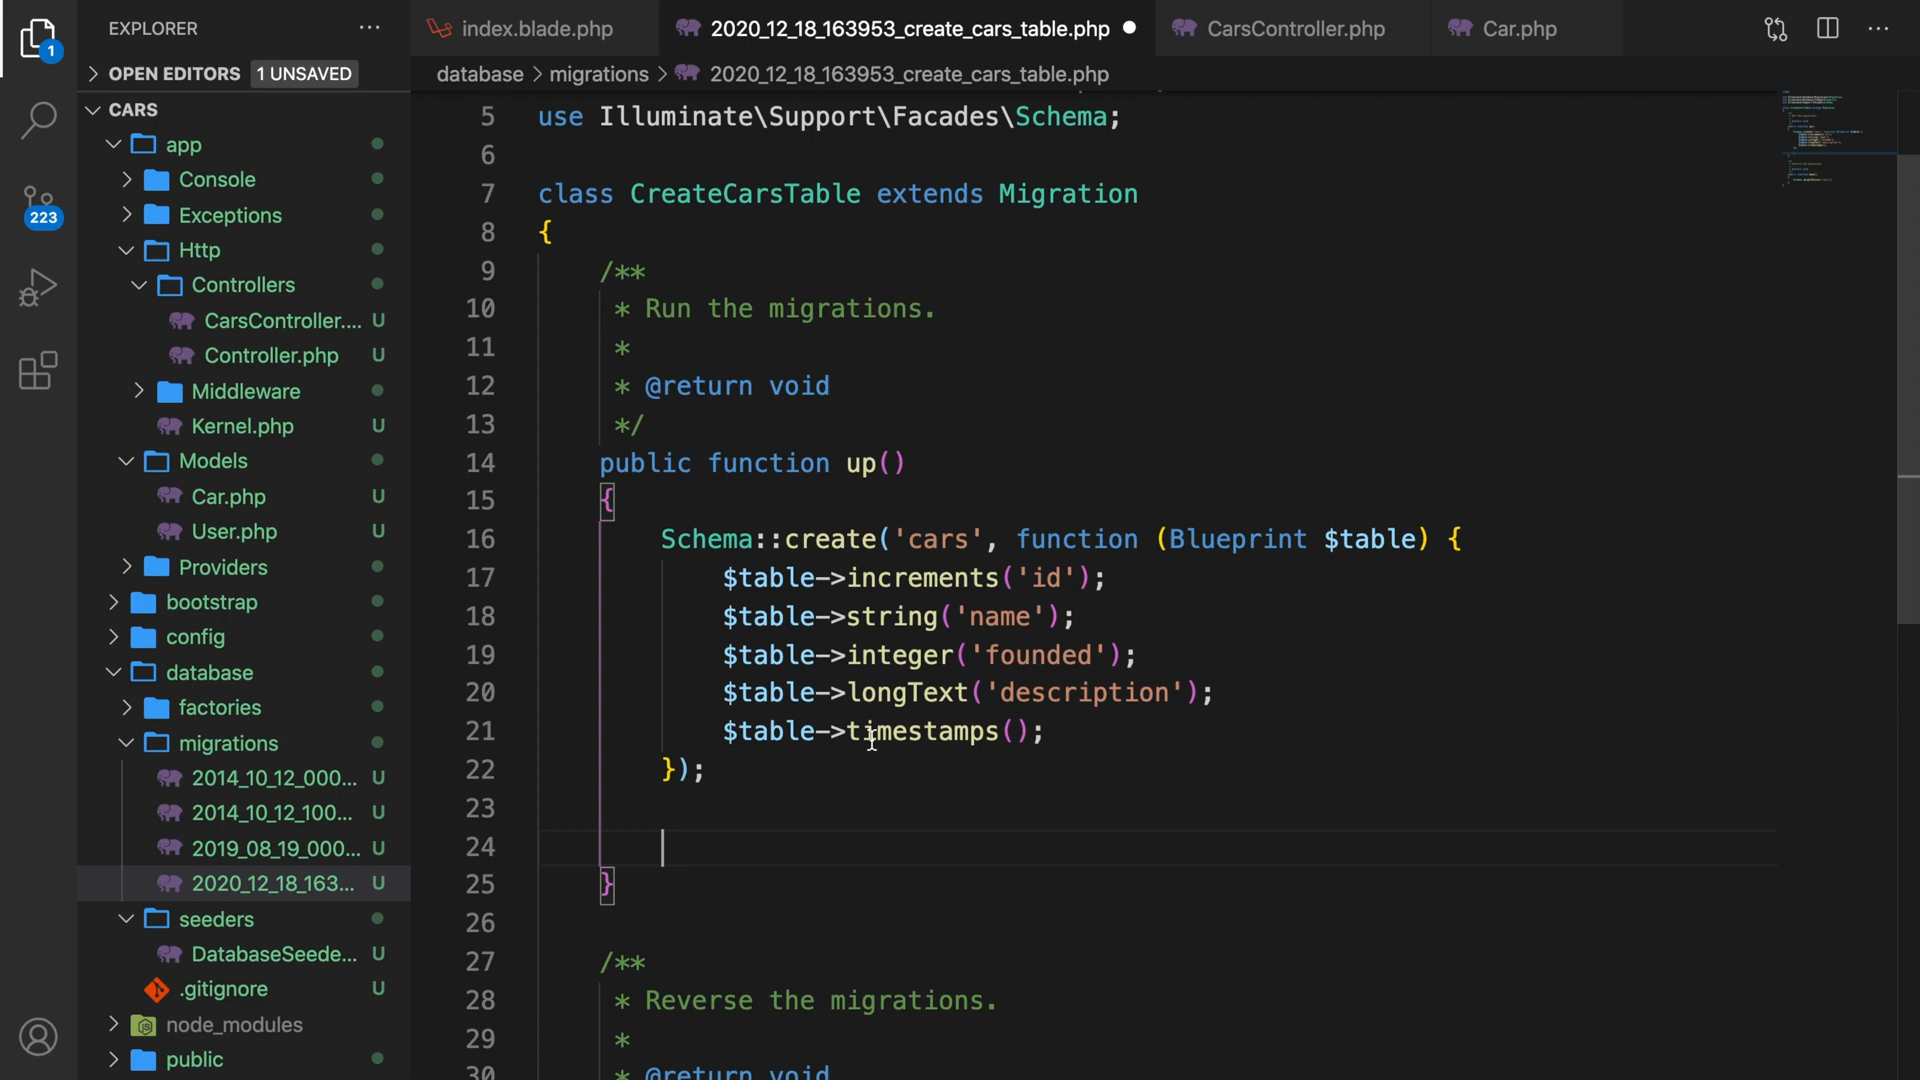 EXPLORER
index.blade.php
2020_12_18_163953_create_cars_table.php
CarsController.php
Car.php
OPEN EDITORS 1 UNSAVED
database > migrations > 2020_12_18_163953_create_cars_table.php
1
223
CARS
app
Console
Exceptions
Http
Controllers
CarsController.... U
Controller.php U
Middleware
Kernel.php U
Models
Car.php U
User.php U
Providers
bootstrap
config
database
factories
migrations
2014_10_12_000... U
2014_10_12_100... U
2019_08_19_000... U
2020_12_18_163... U
seeders
DatabaseSeede... U
.gitignore U
node_modules
public
5 use Illuminate\Support\Facades\Schema;
6
7 class CreateCarsTable extends Migration
8 {
9 /**
10 * Run the migrations.
11 *
12 * @return void
13 */
14 public function up()
15 {
16 Schema::create('cars', function (Blueprint $table) {
17 $table->increments('id');
18 $table->string('name');
19 $table->integer('founded');
20 $table->longText('description');
21 $table->timestamps();
22 });
23
24
25 }
26
27 /**
28 * Reverse the migrations.
29 *
30 * @return void